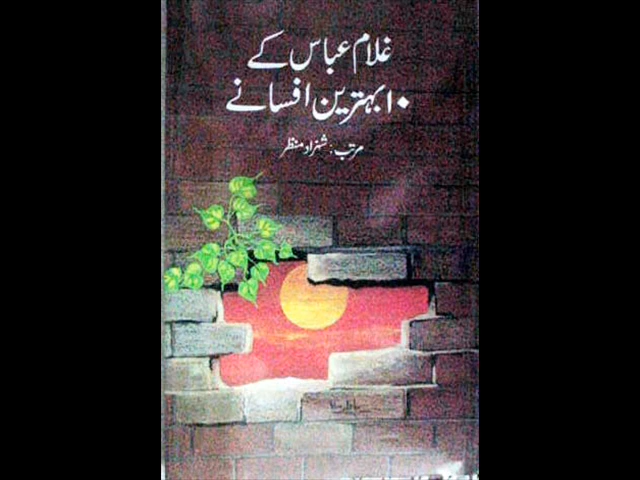 غلام عباس کے
۱۰ بہترین افسانے
مرتب: شہزاد منظر